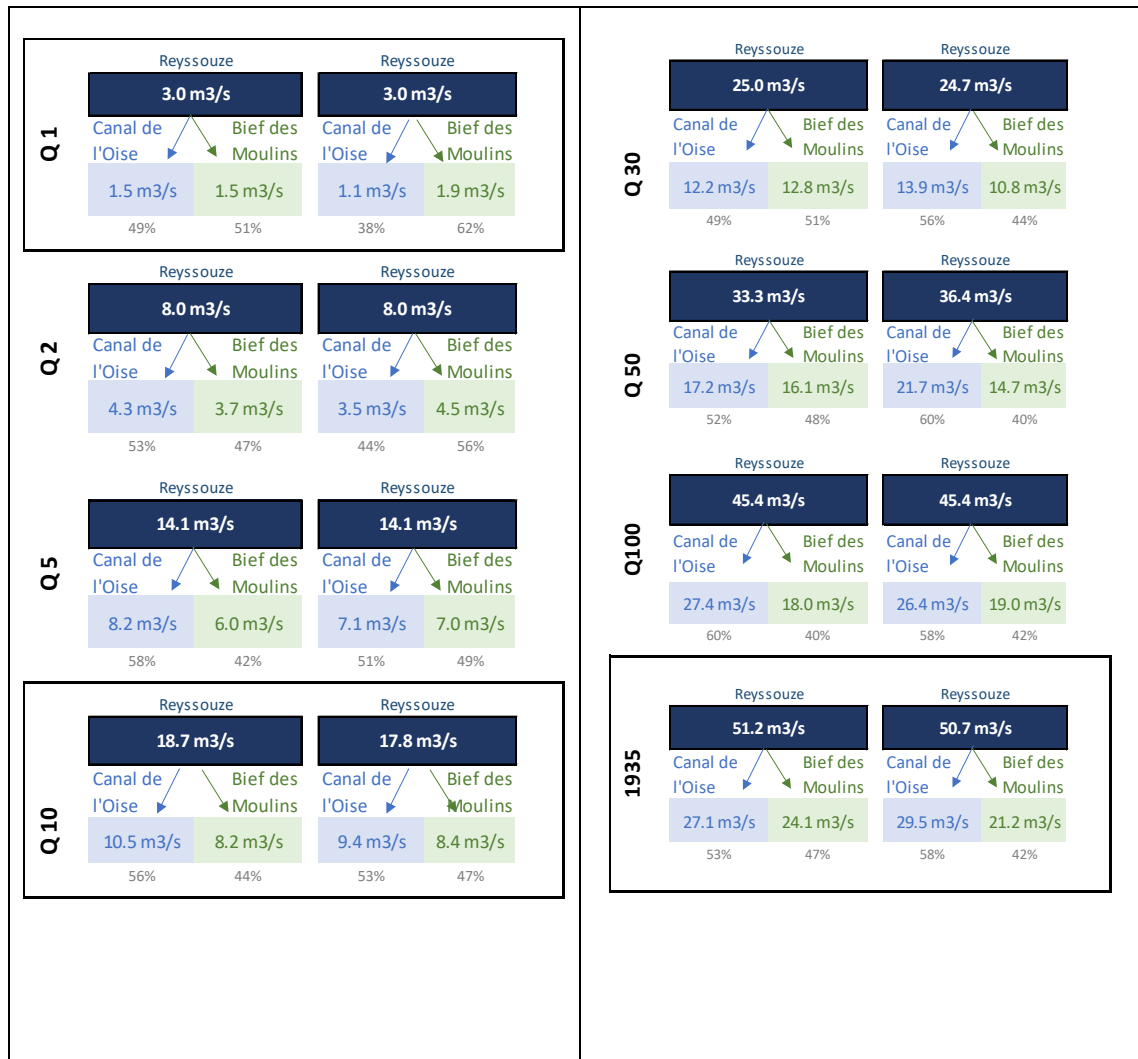 Q 1
Reyssouze Reyssouze
3.0 m3/s 3.0 m3/s
Canal de Bief des Canal de Bief des
l'Oise Moulins l'Oise Moulins
1.5 m3/s 1.5 m3/s 1.1 m3/s 1.9 m3/s
49% 51% 38% 62%
Q 2
Reyssouze Reyssouze
8.0 m3/s 8.0 m3/s
Canal de Bief des Canal de Bief des
l'Oise Moulins l'Oise Moulins
4.3 m3/s 3.7 m3/s 3.5 m3/s 4.5 m3/s
53% 47% 44% 56%
Q 5
Reyssouze Reyssouze
14.1 m3/s 14.1 m3/s
Canal de Bief des Canal de Bief des
l'Oise Moulins l'Oise Moulins
8.2 m3/s 6.0 m3/s 7.1 m3/s 7.0 m3/s
58% 42% 51% 49%
Q 10
Reyssouze Reyssouze
18.7 m3/s 17.8 m3/s
Canal de Bief des Canal de Bief des
l'Oise Moulins l'Oise Moulins
10.5 m3/s 8.2 m3/s 9.4 m3/s 8.4 m3/s
56% 44% 53% 47%
Q 30
Reyssouze Reyssouze
25.0 m3/s 24.7 m3/s
Canal de Bief des Canal de Bief des
l'Oise Moulins l'Oise Moulins
12.2 m3/s 12.8 m3/s 13.9 m3/s 10.8 m3/s
49% 51% 56% 44%
Q 50
Reyssouze Reyssouze
33.3 m3/s 36.4 m3/s
Canal de Bief des Canal de Bief des
l'Oise Moulins l'Oise Moulins
17.2 m3/s 16.1 m3/s 21.7 m3/s 14.7 m3/s
52% 48% 60% 40%
Q100
Reyssouze Reyssouze
45.4 m3/s 45.4 m3/s
Canal de Bief des Canal de Bief des
l'Oise Moulins l'Oise Moulins
27.4 m3/s 18.0 m3/s 26.4 m3/s 19.0 m3/s
60% 40% 58% 42%
1935
Reyssouze Reyssouze
51.2 m3/s 50.7 m3/s
Canal de Bief des Canal de Bief des
l'Oise Moulins l'Oise Moulins
27.1 m3/s 24.1 m3/s 29.5 m3/s 21.2 m3/s
53% 47% 58% 42%